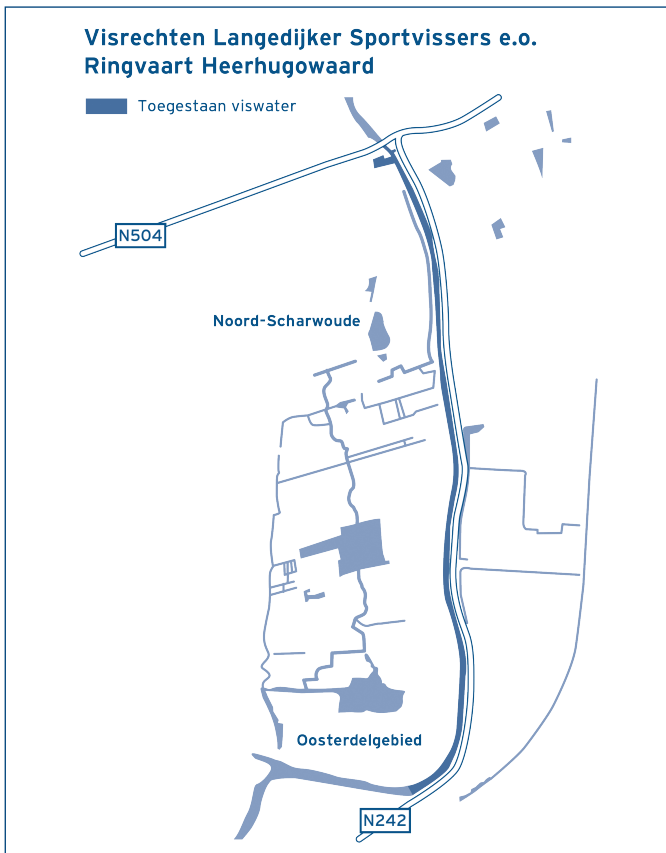 Visrechten Langedijker Sportvissers e.o.
Ringvaart Heerhugowaard
Toegestaan viswater
N504
Noord-Scharwoude
Oosterdelgebied
N242